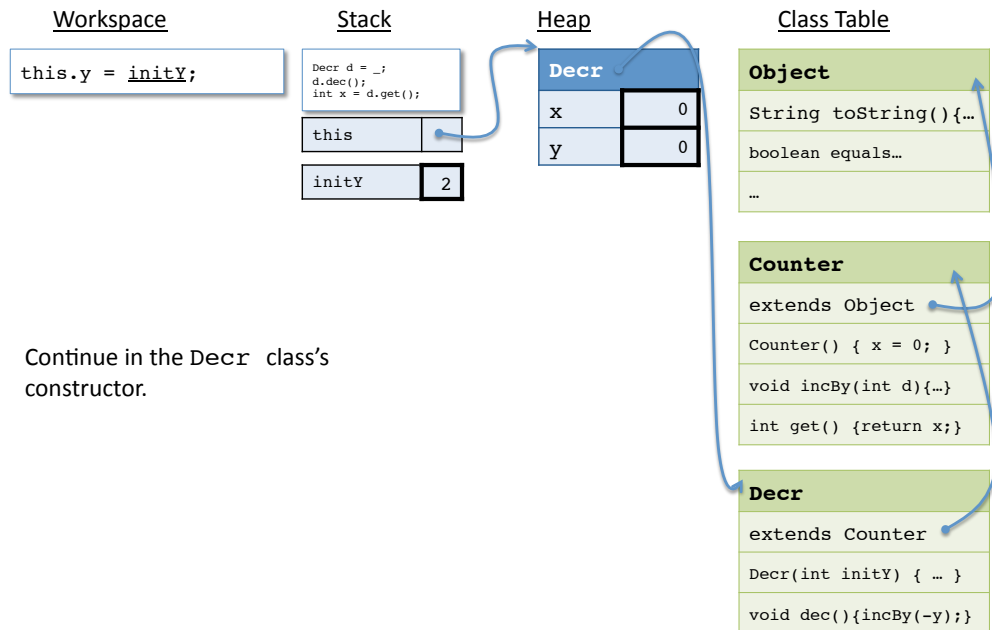 Workspace
this.y = initY;
Stack
Decr d = _;
d.dec();
int x = d.get();
this
initY 2
Heap
Decr
x 0
y 0
Class Table
Object
String toString(){…
boolean equals…
…
Counter
extends Object
Counter() { x = 0; }
void incBy(int d){…}
int get() {return x;}
Decr
extends Counter
Decr(int initY) { … }
void dec(){incBy(-y);}
Continue in the Decr class’s
constructor.